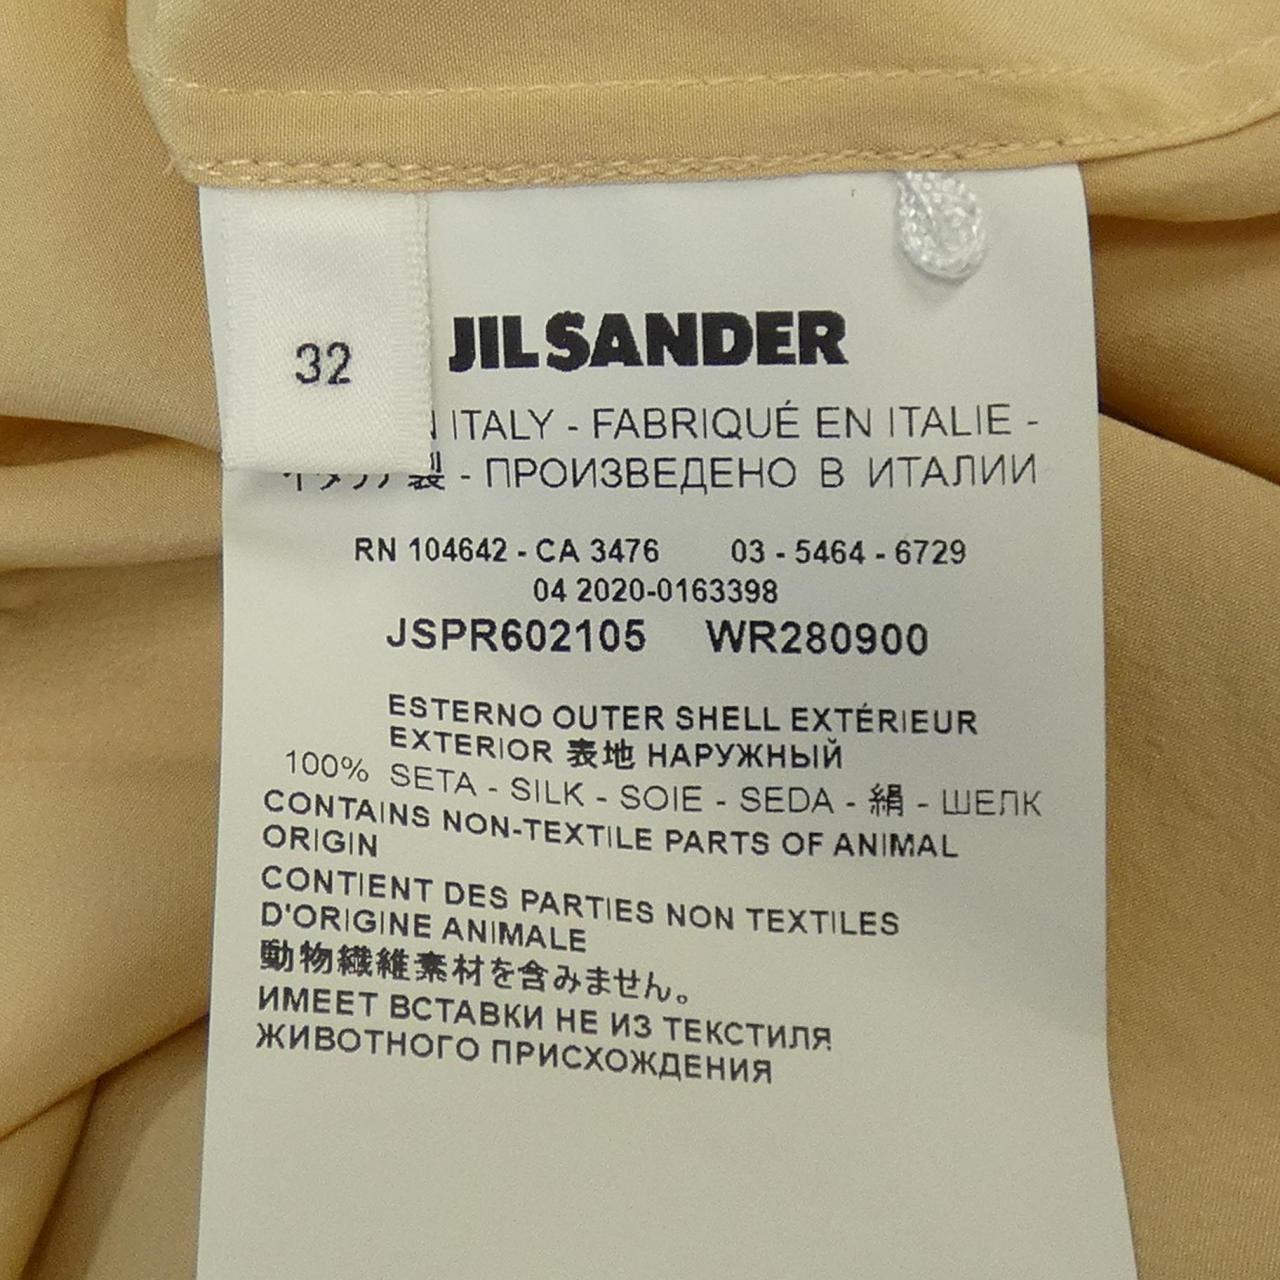 32
JIL SANDER
ITALY - FABRIQUÉ EN ITALIE -
製 - ПРОИЗВЕДЕНО В ИТАЛИИ
RN 104642 - CA 3476 03 - 5464 - 6729
04 2020-0163398
JSPR602105 WR280900
ESTERNO OUTER SHELL EXTÉRIEUR
EXTERIOR 表地 НАРУЖНЫЙ
100% SETA - SILK - SOIE - SEDA - 絹 - ШЕЛК
CONTAINS NON-TEXTILE PARTS OF ANIMAL
ORIGIN
CONTIENT DES PARTIES NON TEXTILES
D'ORIGINE ANIMALE
動物繊維素材を含みません。
ИМЕЕТ ВСТАВКИ НЕ ИЗ ТЕКСТИЛЯ
ЖИВОТНОГО ПРИСХОЖДЕНИЯ